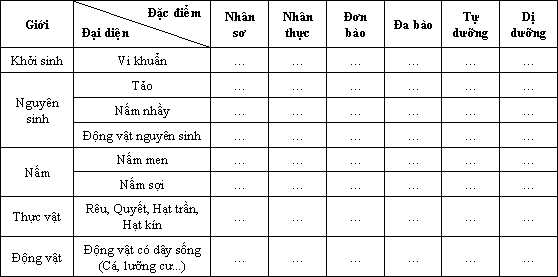 Giới Đặc điểm Đại diện Nhân sơ Nhân thực Đơn bào Đa bào Tự dưỡng Dị dưỡng
Khởi sinh Vi khuẩn … … … … … …
Nguyên sinh Tảo … … … … … …
Nấm nhầy … … … … … …
Động vật nguyên sinh … … … … … …
Nấm Nấm men … … … … … …
Nấm sợi … … … … … …
Thực vật Rêu, Quyết, Hạt trần, Hạt kín … … … … … …
Động vật Động vật có dây sống (Cá, lưỡng cư...) … … … … … …